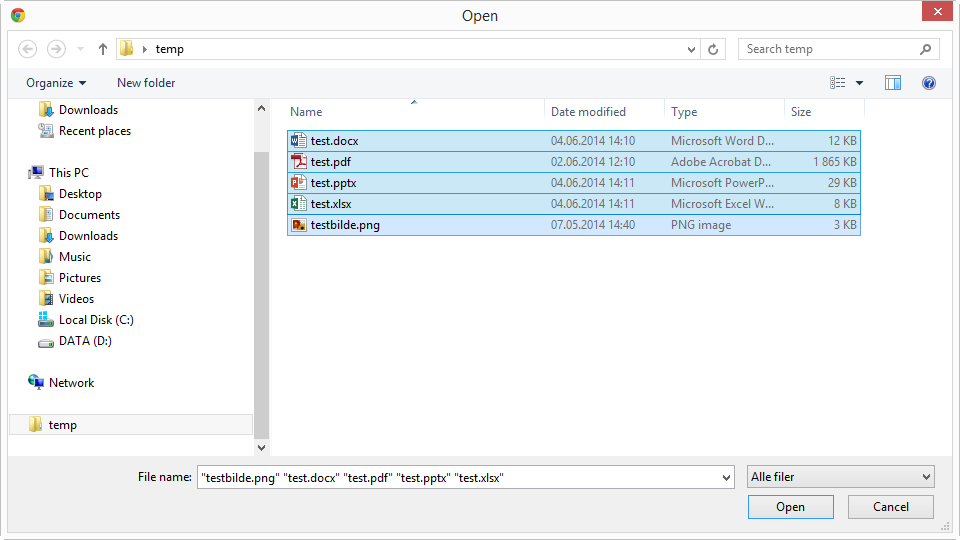 Open
temp
Search temp
Organize New folder
Name Date modified Type Size
Downloads
Recent places
This PC
Desktop
Documents
Downloads
Music
Pictures
Videos
Local Disk (C:)
DATA (D:)
Network
temp
test.docx 04.06.2014 14:10 Microsoft Word D... 12 KB
test.pdf 02.06.2014 12:10 Adobe Acrobat D... 1 865 KB
test.pptx 04.06.2014 14:11 Microsoft PowerP... 29 KB
test.xlsx 04.06.2014 14:11 Microsoft Excel W... 8 KB
testbilde.png 07.05.2014 14:40 PNG image 3 KB
File name: "testbilde.png" "test.docx" "test.pdf" "test.pptx" "test.xlsx" Alle filer
Open Cancel